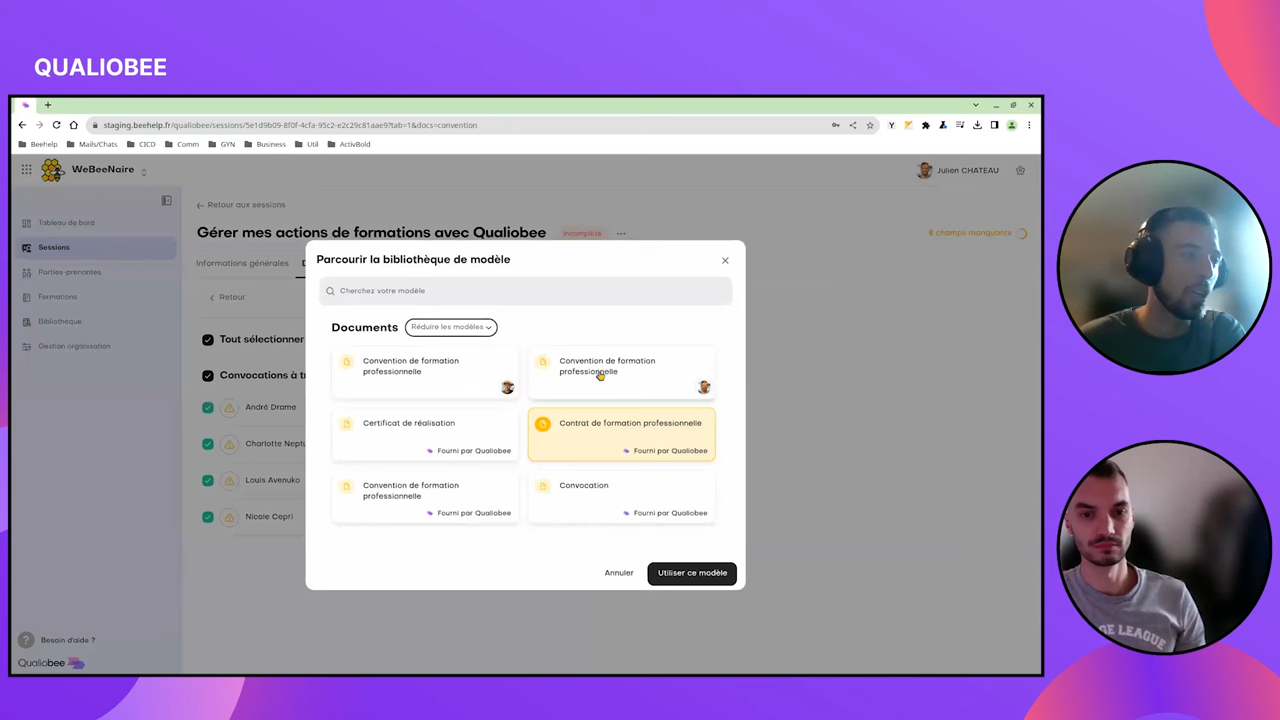 QUALIOBEE
staging.beehelp.fr/qualiobee/sessions/5e1d9b09-8f0f-4cfa-95c2-e2c29c81aae9?tab=1&docs=convention
Beehelp
Mails/Chats
CICD
Comm
GYN
Business
Util
ActivBold
WeBeeNaire
Julien CHATEAU
Tableau de bord
Sessions
Porties-prenantes
Formations
Bibliothèque
Gestion organisation
Retour aux sessions
Gérer mes actions de formations avec Qualiobee
Incomplète
6 champs manquants
Informations générales
Retour
Tout sélectionner
Convocations à t
André Drame
Charlotte Neptu
Louis Avenuko
Nicole Cepri
Parcourir la bibliothèque de modèle
Cherchez votre modèle
Documents
Réduire les modèles
Convention de formation
professionnelle
Convention de formation
professionnelle
Certificat de réalisation
Fourni par Qualiobee
Contrat de formation professionnelle
Fourni par Qualiobee
Convention de formation
professionnelle
Fourni par Qualiobee
Convocation
Fourni par Qualiobee
Annuler
Utiliser ce modèle
? Besoin d'aide ?
Qualiobee